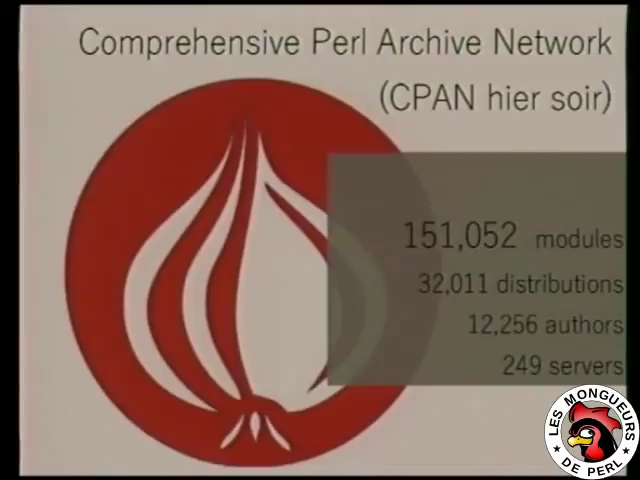 Comprehensive Perl Archive Network
(CPAN hier soir)
151,052 modules
32,011 distributions
12,256 authors
249 servers
LES MONGUEURS
★ DE PERL ★